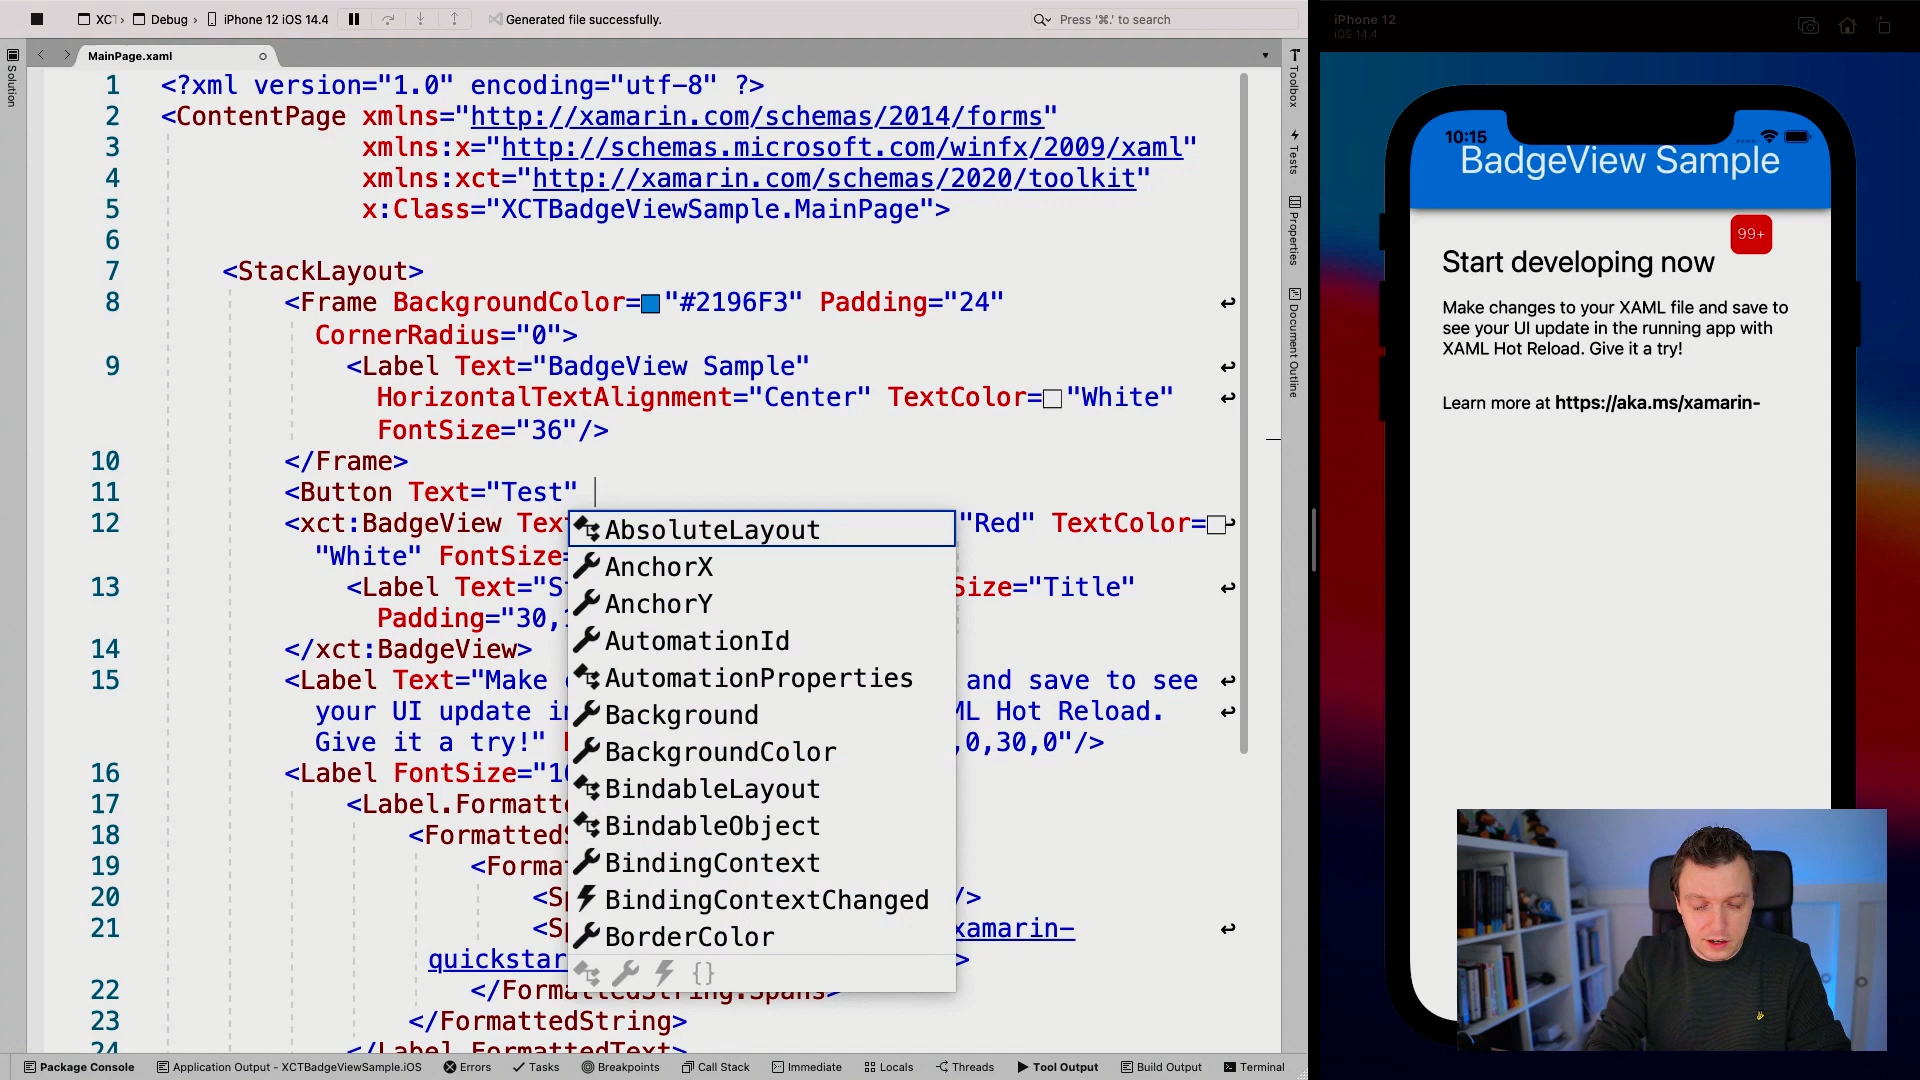 XCT
Debug
iPhone 12 iOS 14.4
Generated file successfully.
Press '⌘.' to search
MainPage.xaml
Solution
1 <?xml version="1.0" encoding="utf-8" ?>
2 <ContentPage xmlns="http://xamarin.com/schemas/2014/forms"
3 xmlns:x="http://schemas.microsoft.com/winfx/2009/xaml"
4 xmlns:xct="http://xamarin.com/schemas/2020/toolkit"
5 x:Class="XCTBadgeViewSample.MainPage">
6
7 <StackLayout>
8 <Frame BackgroundColor="#2196F3" Padding="24"
CornerRadius="0">
9 <Label Text="BadgeView Sample"
HorizontalTextAlignment="Center" TextColor="White"
FontSize="36"/>
10 </Frame>
11 <Button Text="Test"
12 <xct:BadgeView Tex "Red" TextColor=
"White" FontSize=
13 <Label Text="S Size="Title"
Padding="30,
14 </xct:BadgeView>
15 <Label Text="Make and save to see
your UI update in ML Hot Reload.
Give it a try!" ,0,30,0"/>
16 <Label FontSize="1
17 <Label.Formatt
18 <Formatted
19 <Forma
20 <S />
21 <S xamarin-
quickstar >
22 </FormattedString.Spans>
23 </FormattedString>
24 </Label.FormattedText>
AbsoluteLayout
AnchorX
AnchorY
AutomationId
AutomationProperties
Background
BackgroundColor
BindableLayout
BindableObject
BindingContext
BindingContextChanged
BorderColor
{}
Toolbox
Tests
Properties
Document Outline
Package Console
Application Output - XCTBadgeViewSample.iOS
Errors
Tasks
Breakpoints
Call Stack
Immediate
Locals
Threads
Tool Output
Build Output
Terminal
iPhone 12
iOS 14.4
10:15
BadgeView Sample
99+
Start developing now
Make changes to your XAML file and save to
see your UI update in the running app with
XAML Hot Reload. Give it a try!
Learn more at https://aka.ms/xamarin-